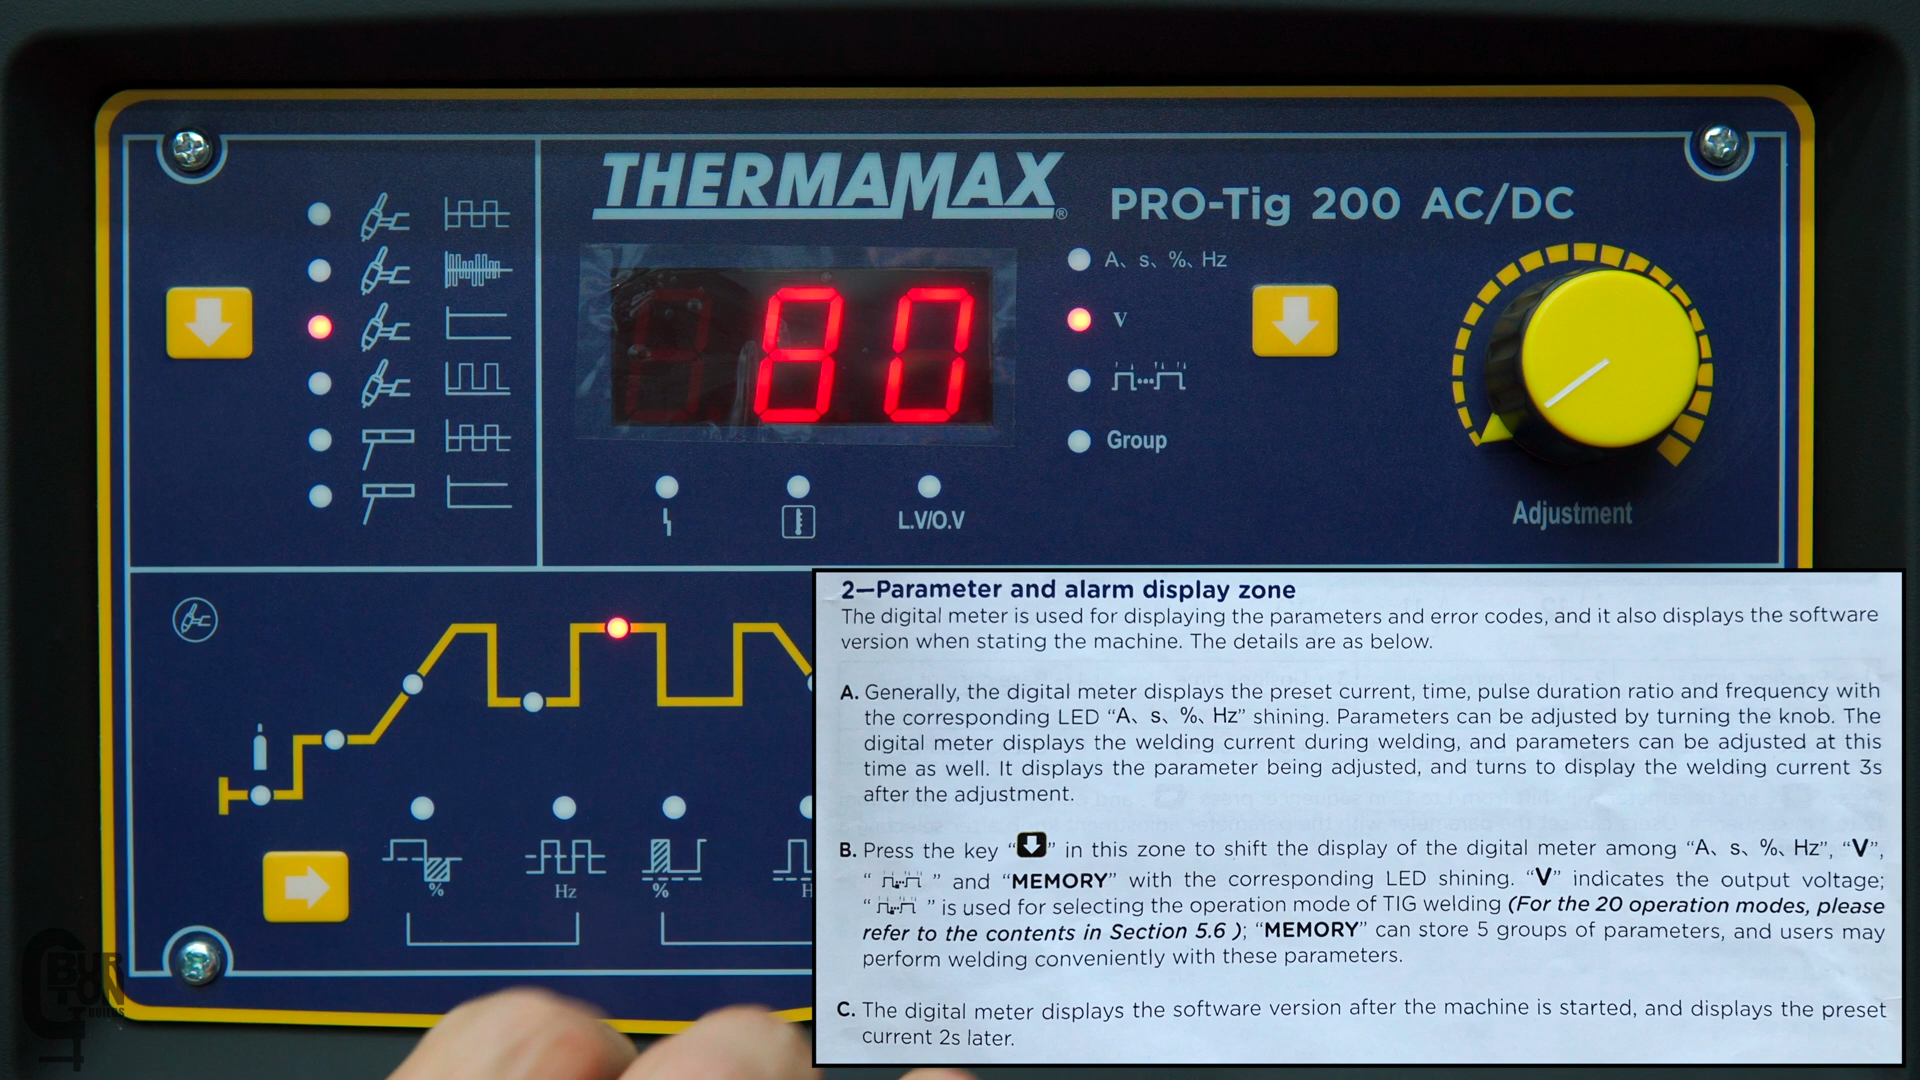 THERMAMAX®
PRO-Tig 200 AC/DC
80
A、s、%、Hz
V
Group
L.V/O.V
Adjustment
%
Hz
%
BURTON
BUILDS
2—Parameter and alarm display zone
The digital meter is used for displaying the parameters and error codes, and it also displays the software
version when stating the machine. The details are as below.
A. Generally, the digital meter displays the preset current, time, pulse duration ratio and frequency with
the corresponding LED “A、s、%、Hz” shining. Parameters can be adjusted by turning the knob. The
digital meter displays the welding current during welding, and parameters can be adjusted at this
time as well. It displays the parameter being adjusted, and turns to display the welding current 3s
after the adjustment.
B. Press the key “ ” in this zone to shift the display of the digital meter among “A、s、%、Hz”, “V”,
“ ” and “MEMORY” with the corresponding LED shining. “V” indicates the output voltage;
“ ” is used for selecting the operation mode of TIG welding (For the 20 operation modes, please
refer to the contents in Section 5.6 ); “MEMORY” can store 5 groups of parameters, and users may
perform welding conveniently with these parameters.
C. The digital meter displays the software version after the machine is started, and displays the preset
current 2s later.